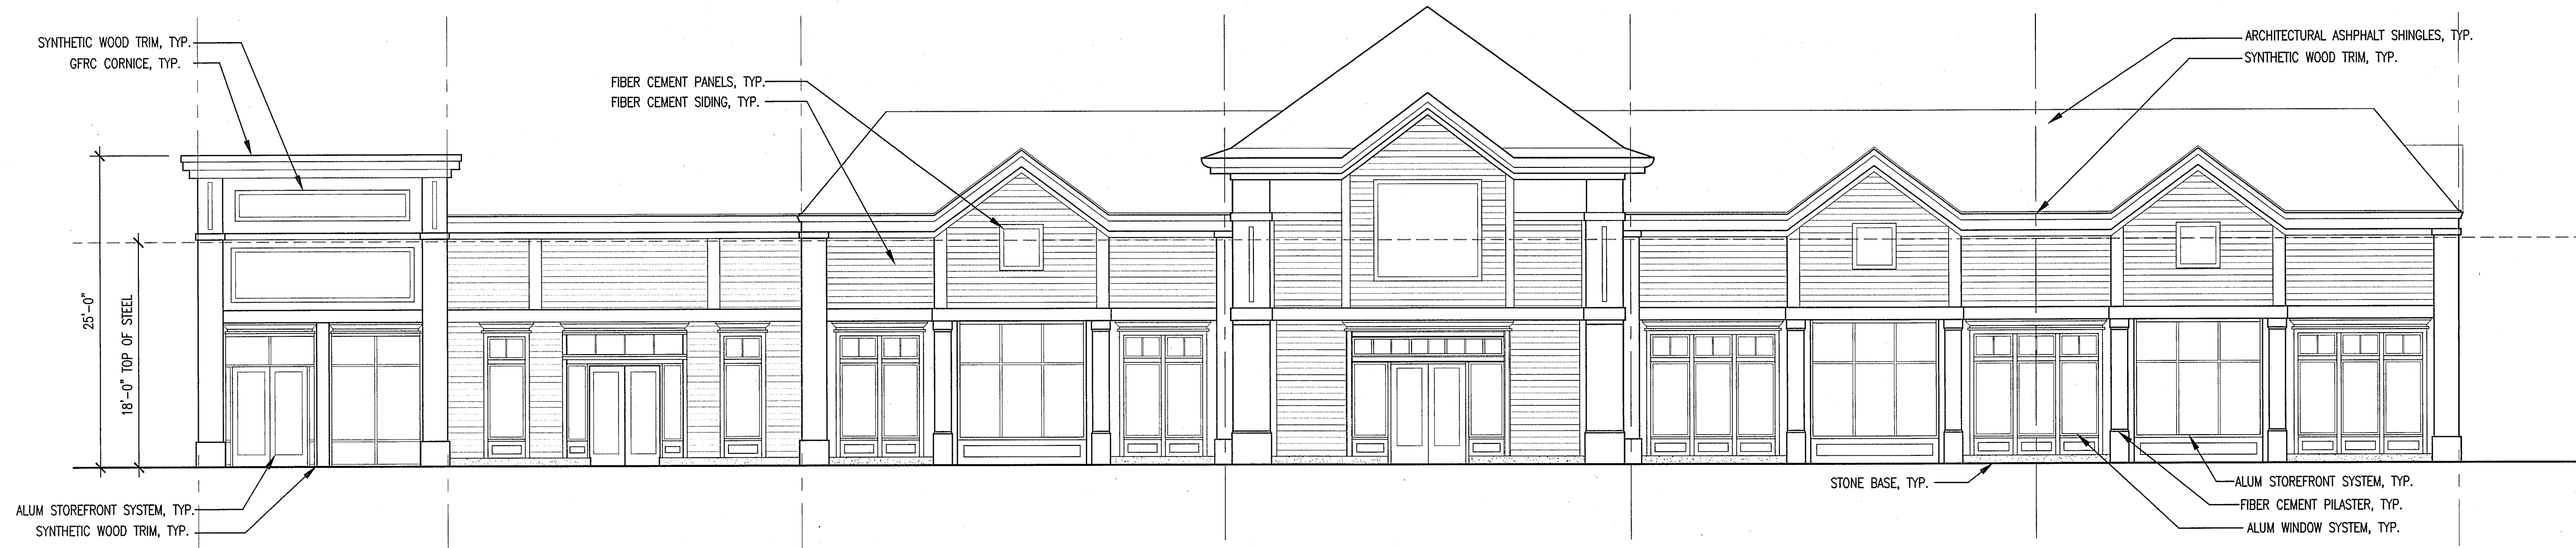 SYNTHETIC WOOD TRIM, TYP.
GFRC CORNICE, TYP.
FIBER CEMENT PANELS, TYP.
FIBER CEMENT SIDING, TYP.
ARCHITECTURAL ASHPHALT SHINGLES, TYP.
SYNTHETIC WOOD TRIM, TYP.
25'-0"
18'-0" TOP OF STEEL
ALUM STOREFRONT SYSTEM, TYP.
SYNTHETIC WOOD TRIM, TYP.
STONE BASE, TYP.
ALUM STOREFRONT SYSTEM, TYP.
FIBER CEMENT PILASTER, TYP.
ALUM WINDOW SYSTEM, TYP.